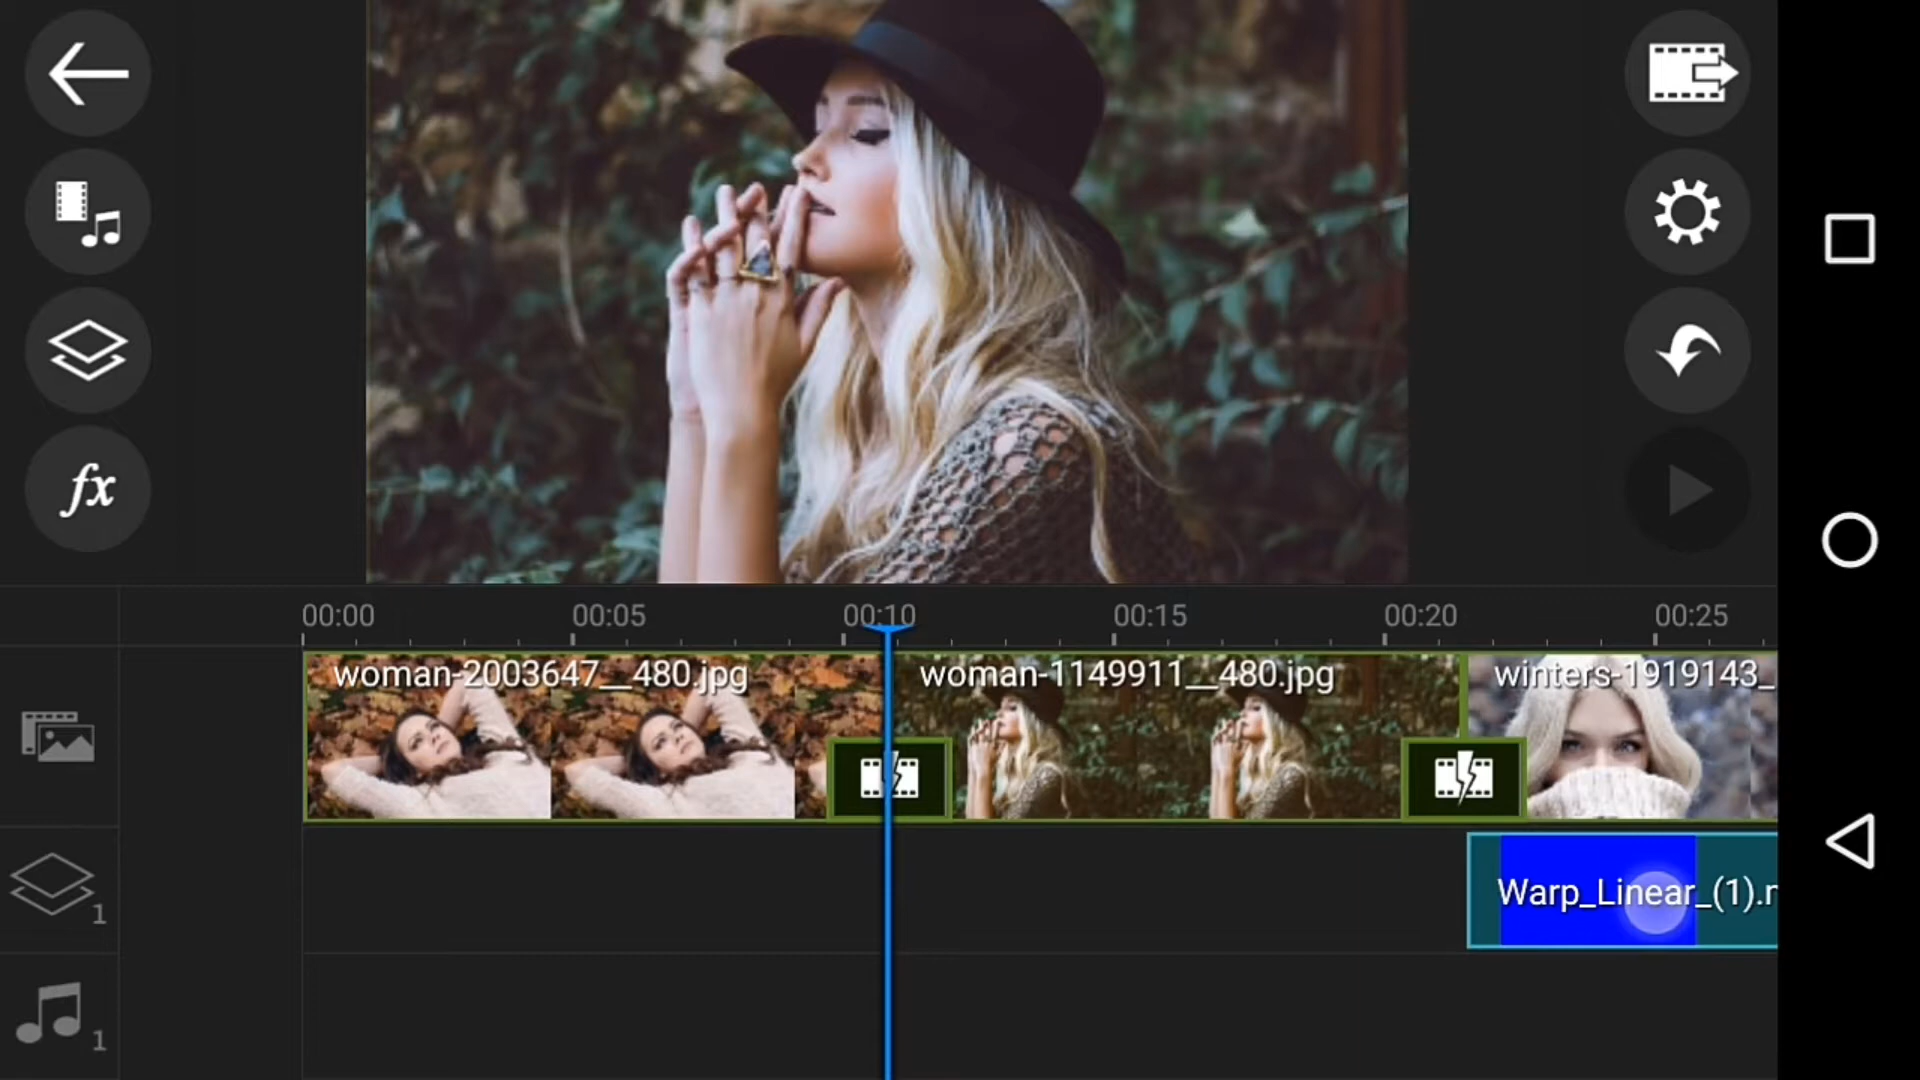 fx
00:00 00:05 00:10 00:15 00:20 00:25
woman-2003647__480.jpg woman-1149911__480.jpg winters-1919143_
Warp_Linear_(1).
1
1